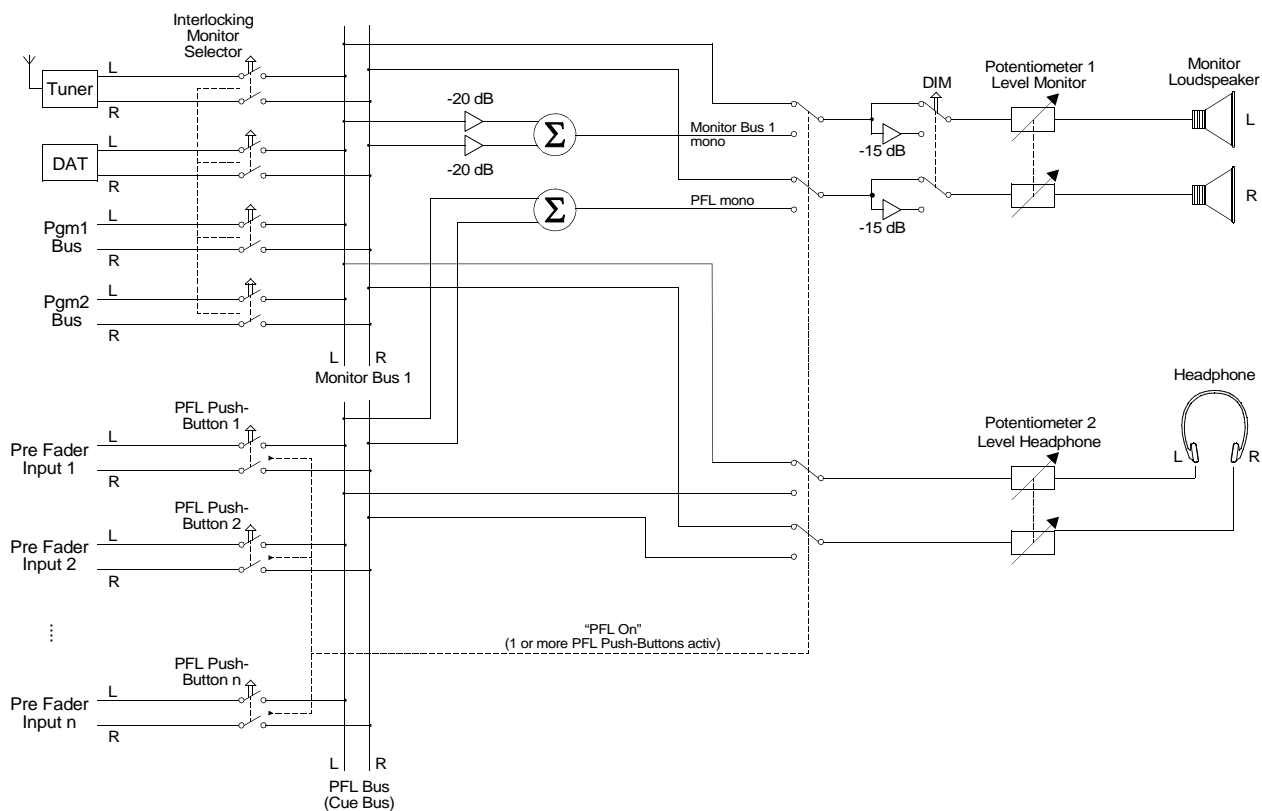 Interlocking
Monitor
Selector
Tuner
L
R
DAT
L
R
Pgm1
Bus
L
R
Pgm2
Bus
L
R
L R
Monitor Bus 1
-20 dB
-20 dB
Σ
Σ
Monitor Bus 1
mono
PFL mono
DIM
-15 dB
-15 dB
Potentiometer 1
Level Monitor
Monitor
Loudspeaker
L
R
PFL Push-
Button 1
Pre Fader
Input 1
L
R
PFL Push-
Button 2
Pre Fader
Input 2
L
R
....
PFL Push-
Button n
Pre Fader
Input n
L
R
"PFL On"
(1 or more PFL Push-Buttons activ)
Potentiometer 2
Level Headphone
Headphone
L R
L R
PFL Bus
(Cue Bus)